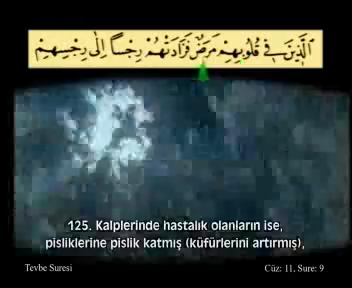 الَّذِينَ فِي قُلُوبِهِمْ مَرَضٌ فَزَادَتْهُمْ رِجْساً اِلٰى رِجْسِهِمْ
125. Kalplerinde hastalık olanların ise,
pisliklerine pislik katmış (küfürlerini artırmış),
Tevbe Suresi
Cüz: 11, Sure: 9